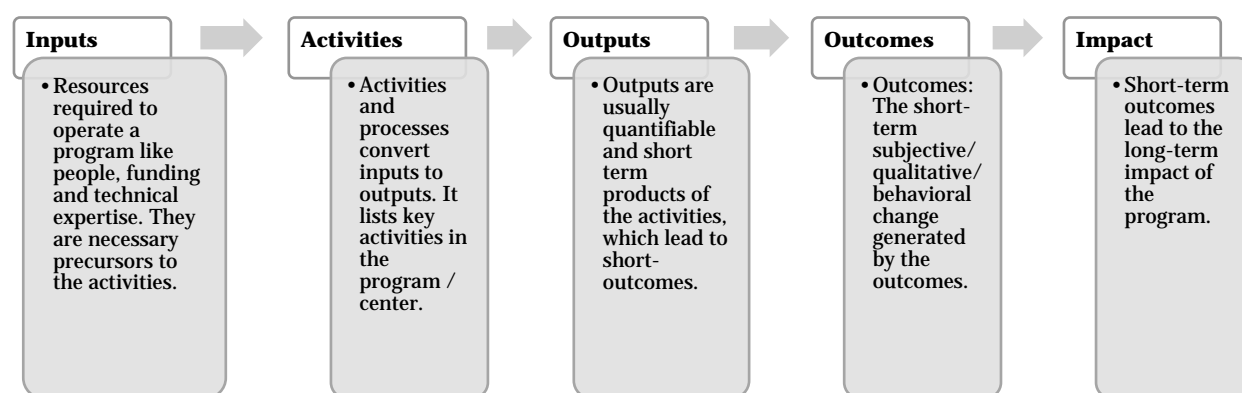 Inputs
• Resources
required to
operate a
program like
people, funding
and technical
expertise. They
are necessary
precursors to
the activities.
Activities
• Activities
and
processes
convert
inputs to
outputs. It
lists key
activities in
the
program /
center.
Outputs
• Outputs are
usually
quantifiable
and short
term
products of
the activities,
which lead to
short-
outcomes.
Outcomes
• Outcomes:
The short-
term
subjective/
qualitative/
behavioral
change
generated
by the
outcomes.
Impact
• Short-term
outcomes
lead to the
long-term
impact of
the
program.